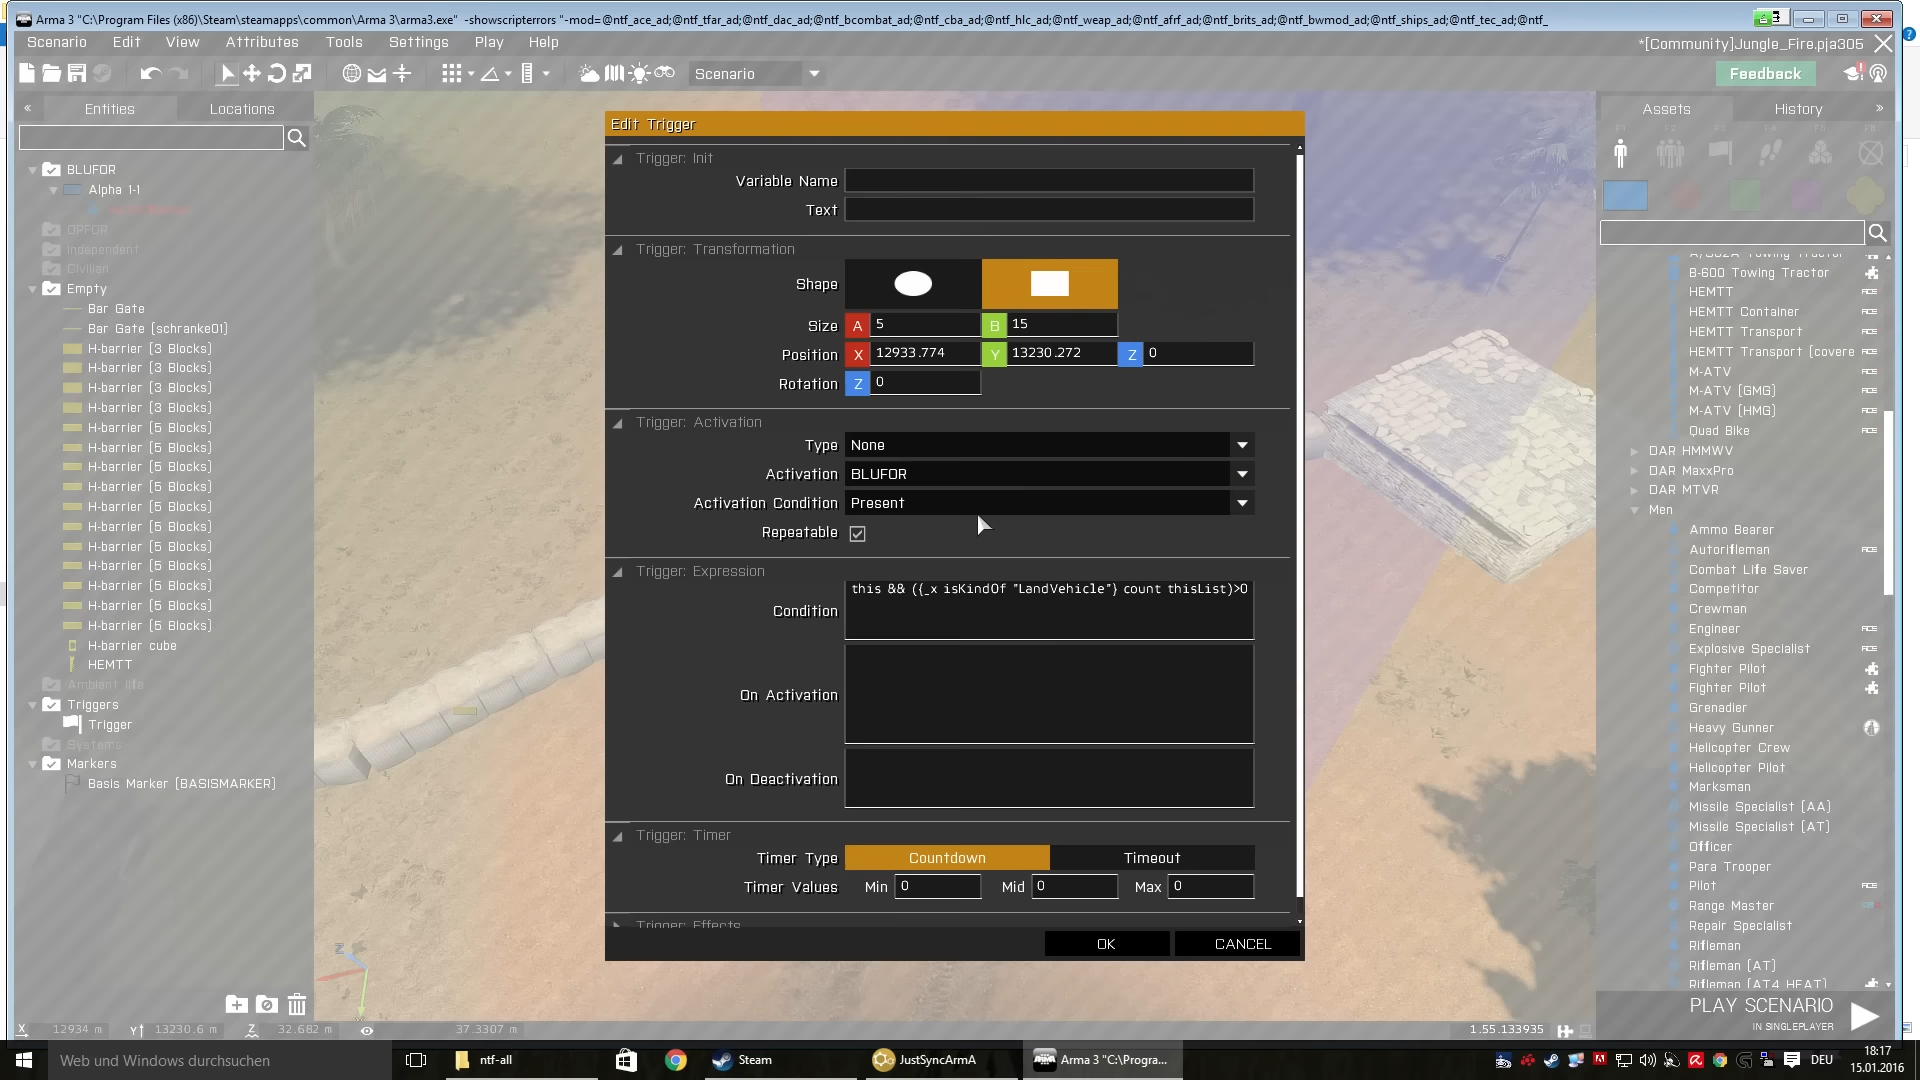 Arma 3 "C:\Program Files (x86)\Steam\steamapps\common\Arma 3\arma3.exe" -showscripterrors "-mod=@ntf_ace_ad;@ntf_tfar_ad;@ntf_dac_ad;@ntf_bcombat_ad;@ntf_cba_ad;@ntf_hlc_ad;@ntf_weap_ad;@ntf_afrf_ad;@ntf_brits_ad;@ntf_bwmod_ad;@ntf_ships_ad;@ntf_tec_ad;@ntf_
Scenario Edit View Attributes Tools Settings Play Help
*[Community]Jungle_Fire.pja305
Scenario
Feedback
Entities Locations
Assets History
BLUFOR
Alpha 1-1
OPFOR
Independent
Civilian
Empty
Bar Gate
Bar Gate (schranke01)
H-barrier (3 Blocks)
H-barrier (3 Blocks)
H-barrier (3 Blocks)
H-barrier (3 Blocks)
H-barrier (5 Blocks)
H-barrier (5 Blocks)
H-barrier (5 Blocks)
H-barrier (5 Blocks)
H-barrier (5 Blocks)
H-barrier (5 Blocks)
H-barrier (5 Blocks)
H-barrier (5 Blocks)
H-barrier (5 Blocks)
H-barrier (5 Blocks)
H-barrier (5 Blocks)
H-barrier cube
HEMTT
Ambient life
Triggers
Trigger
Systems
Markers
Basis Marker (BASISMARKER)
Edit Trigger
Trigger: Init
Variable Name
Text
Trigger: Transformation
Shape
Size A 5 B 15
Position X 12933.774 Y 13230.272 Z 0
Rotation Z 0
Trigger: Activation
Type None
Activation BLUFOR
Activation Condition Present
Repeatable
Trigger: Expression
Condition this && ({_x isKindOf "LandVehicle"} count thisList)>0
On Activation
On Deactivation
Trigger: Timer
Timer Type Countdown Timeout
Timer Values Min 0 Mid 0 Max 0
Trigger: Effects
OK CANCEL
Towing Tractor
B-600 Towing Tractor
HEMTT
HEMTT Container
HEMTT Transport
HEMTT Transport (covere
M-ATV
M-ATV (GMG)
M-ATV (HMG)
Quad Bike
DAR HMMWV
DAR MaxxPro
DAR MTVR
Men
Ammo Bearer
Autorifleman
Combat Life Saver
Competitor
Crewman
Engineer
Explosive Specialist
Fighter Pilot
Fighter Pilot
Grenadier
Heavy Gunner
Helicopter Crew
Helicopter Pilot
Marksman
Missile Specialist (AA)
Missile Specialist (AT)
Officer
Para Trooper
Pilot
Range Master
Repair Specialist
Rifleman
Rifleman (AT)
Rifleman (AT4 HEAT)
PLAY SCENARIO
IN SINGLEPLAYER
X 12934 m Y 13230.6 m Z 32.682 m 37.3307 m
1.55.133935
Web und Windows durchsuchen
ntf-all
Steam
JustSyncArmA
Arma 3 "C:\Progra...
DEU
18:17
15.01.2016